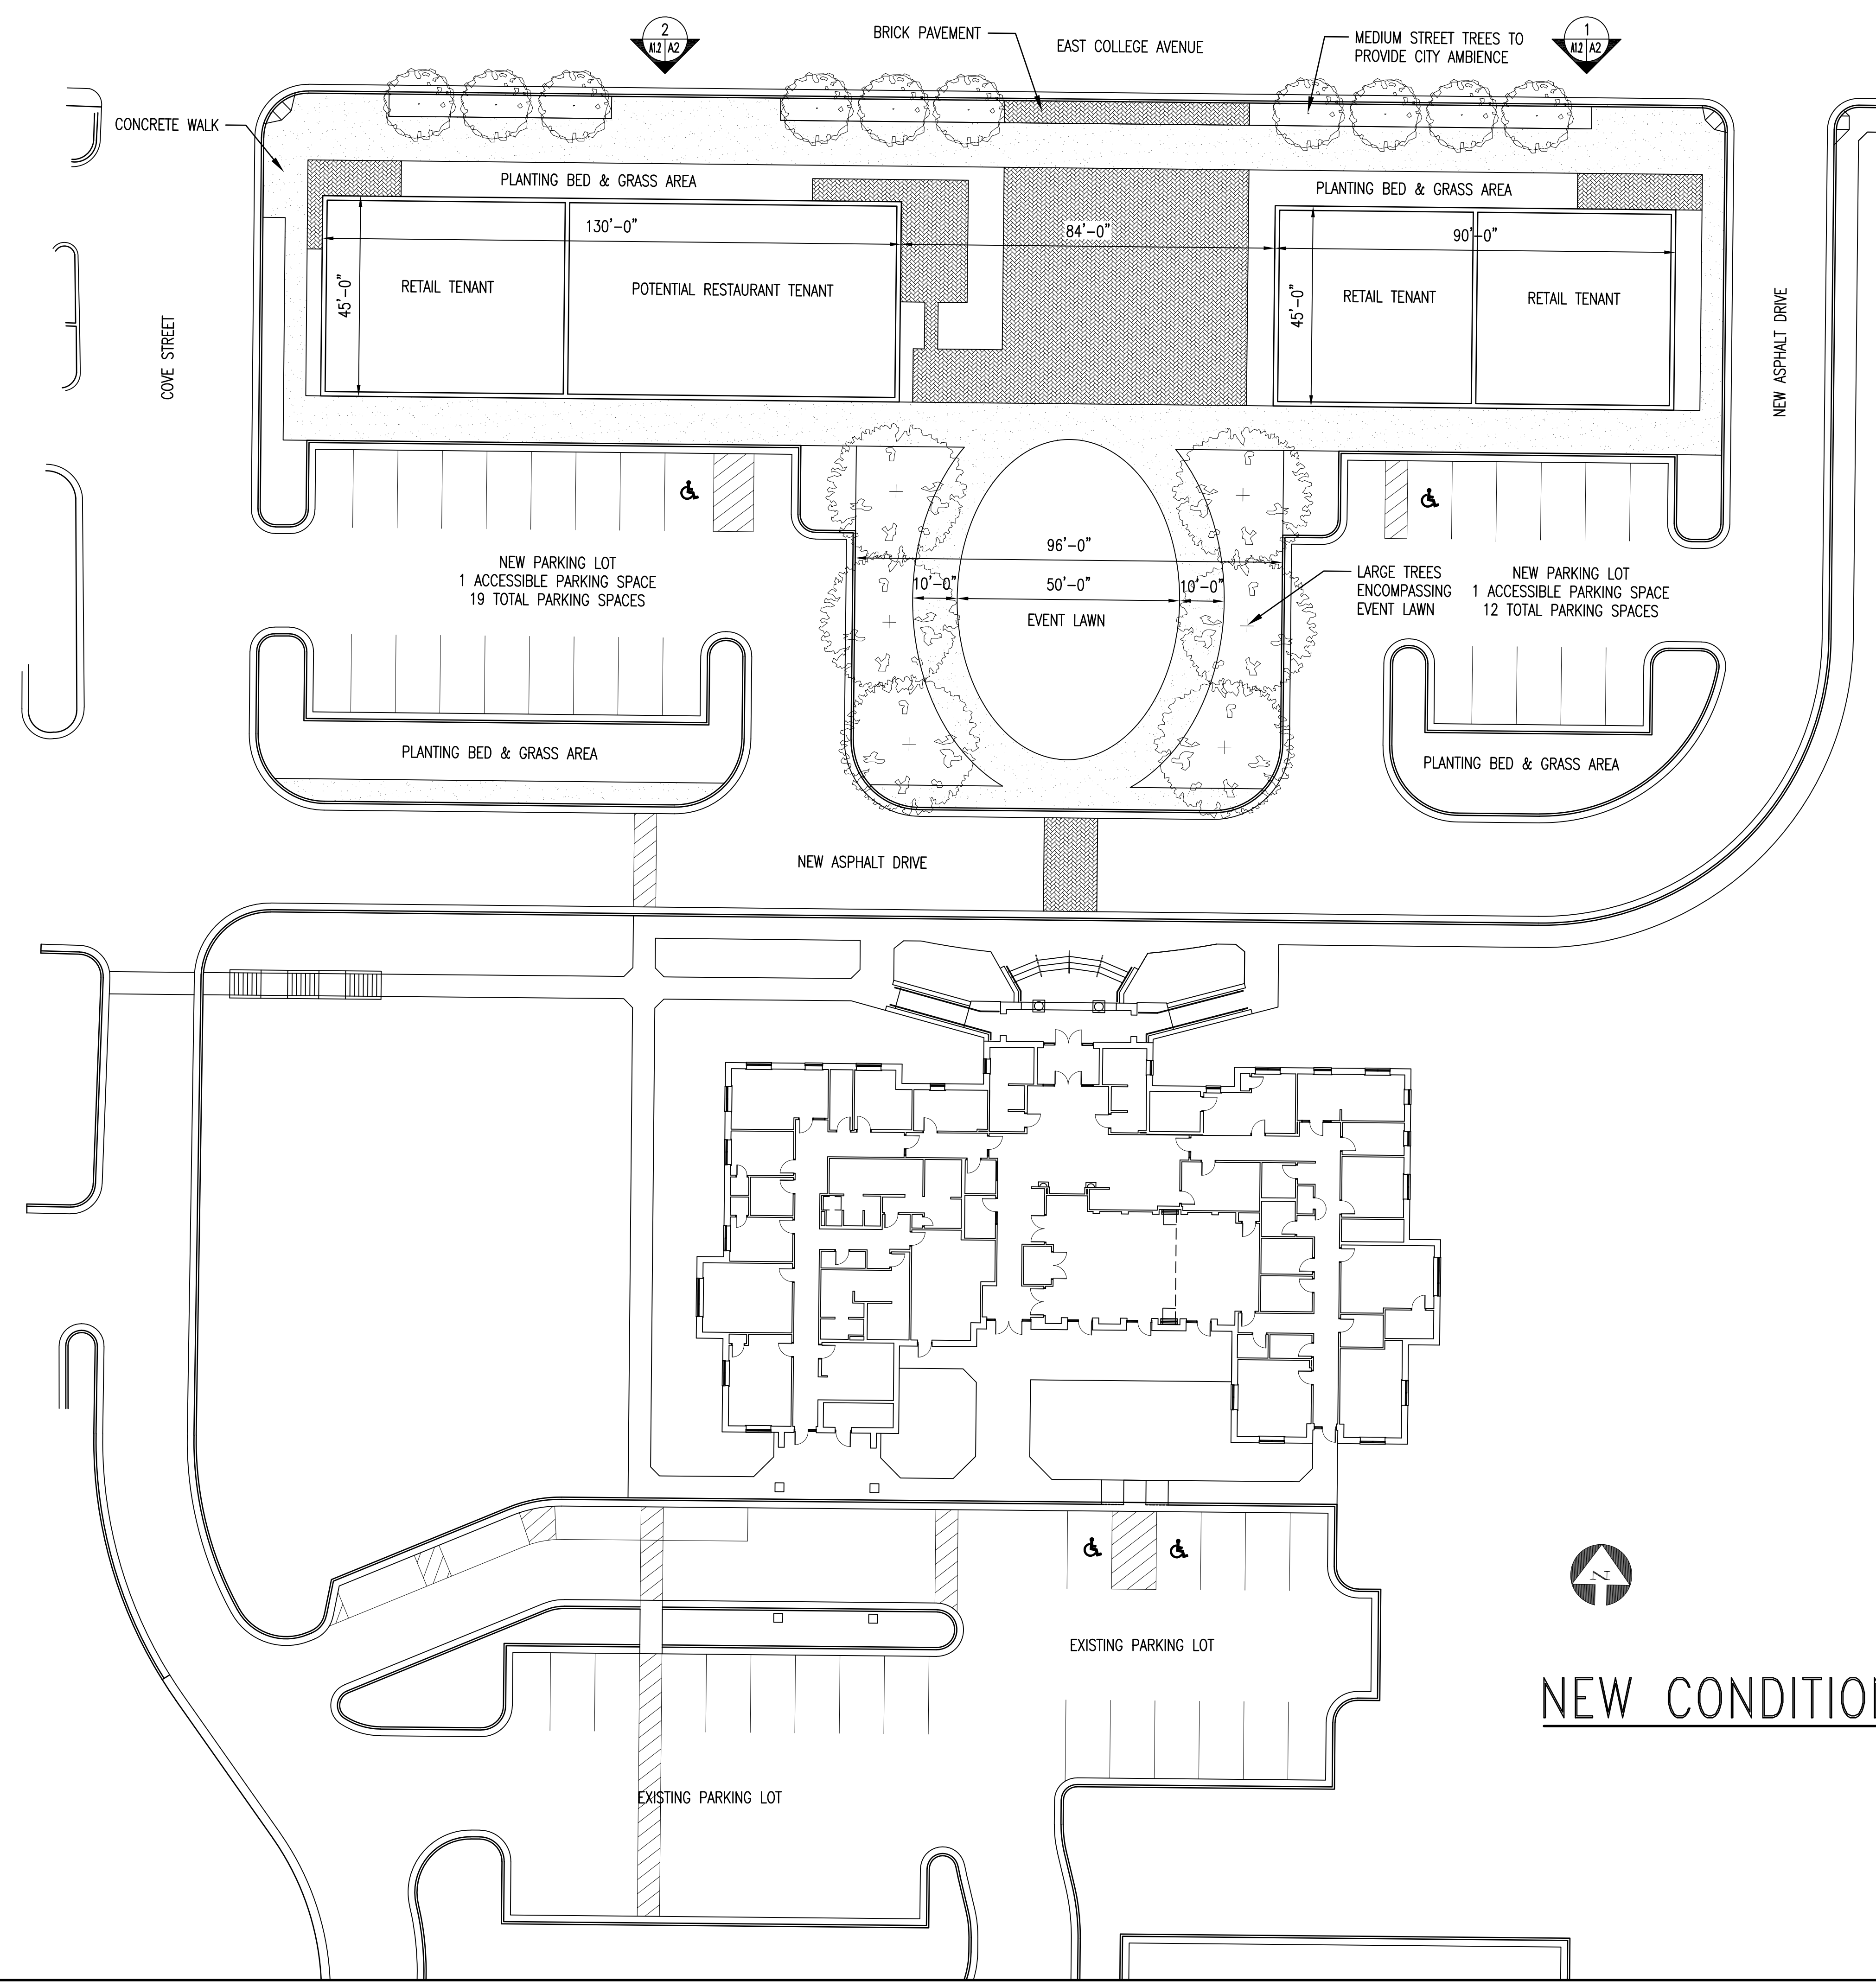 2
A1.2 A2
BRICK PAVEMENT
EAST COLLEGE AVENUE
MEDIUM STREET TREES TO
PROVIDE CITY AMBIENCE
1
A1.2 A2
CONCRETE WALK
PLANTING BED & GRASS AREA
PLANTING BED & GRASS AREA
130'-0"
84'-0"
90'-0"
45'-0"
RETAIL TENANT
POTENTIAL RESTAURANT TENANT
45'-0"
RETAIL TENANT
RETAIL TENANT
COVE STREET
NEW ASPHALT DRIVE
NEW PARKING LOT
1 ACCESSIBLE PARKING SPACE
19 TOTAL PARKING SPACES
96'-0"
10'-0"
50'-0"
10'-0"
EVENT LAWN
LARGE TREES
ENCOMPASSING
EVENT LAWN
NEW PARKING LOT
1 ACCESSIBLE PARKING SPACE
12 TOTAL PARKING SPACES
PLANTING BED & GRASS AREA
PLANTING BED & GRASS AREA
NEW ASPHALT DRIVE
N
EXISTING PARKING LOT
NEW CONDITION
EXISTING PARKING LOT